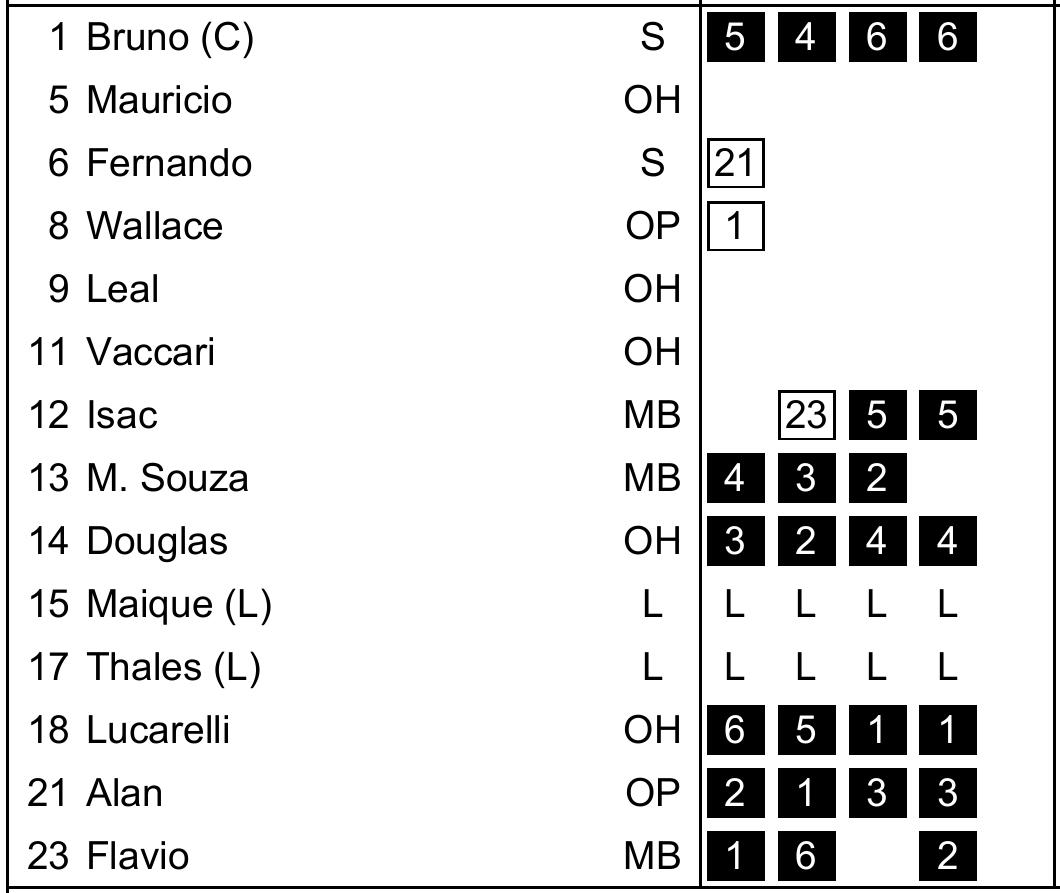 1 Bruno (C) S 5 4 6 6
5 Mauricio OH
6 Fernando S 21
8 Wallace OP 1
9 Leal OH
11 Vaccari OH
12 Isac MB 23 5 5
13 M. Souza MB 4 3 2
14 Douglas OH 3 2 4 4
15 Maique (L) L L L L L
17 Thales (L) L L L L L
18 Lucarelli OH 6 5 1 1
21 Alan OP 2 1 3 3
23 Flavio MB 1 6 2